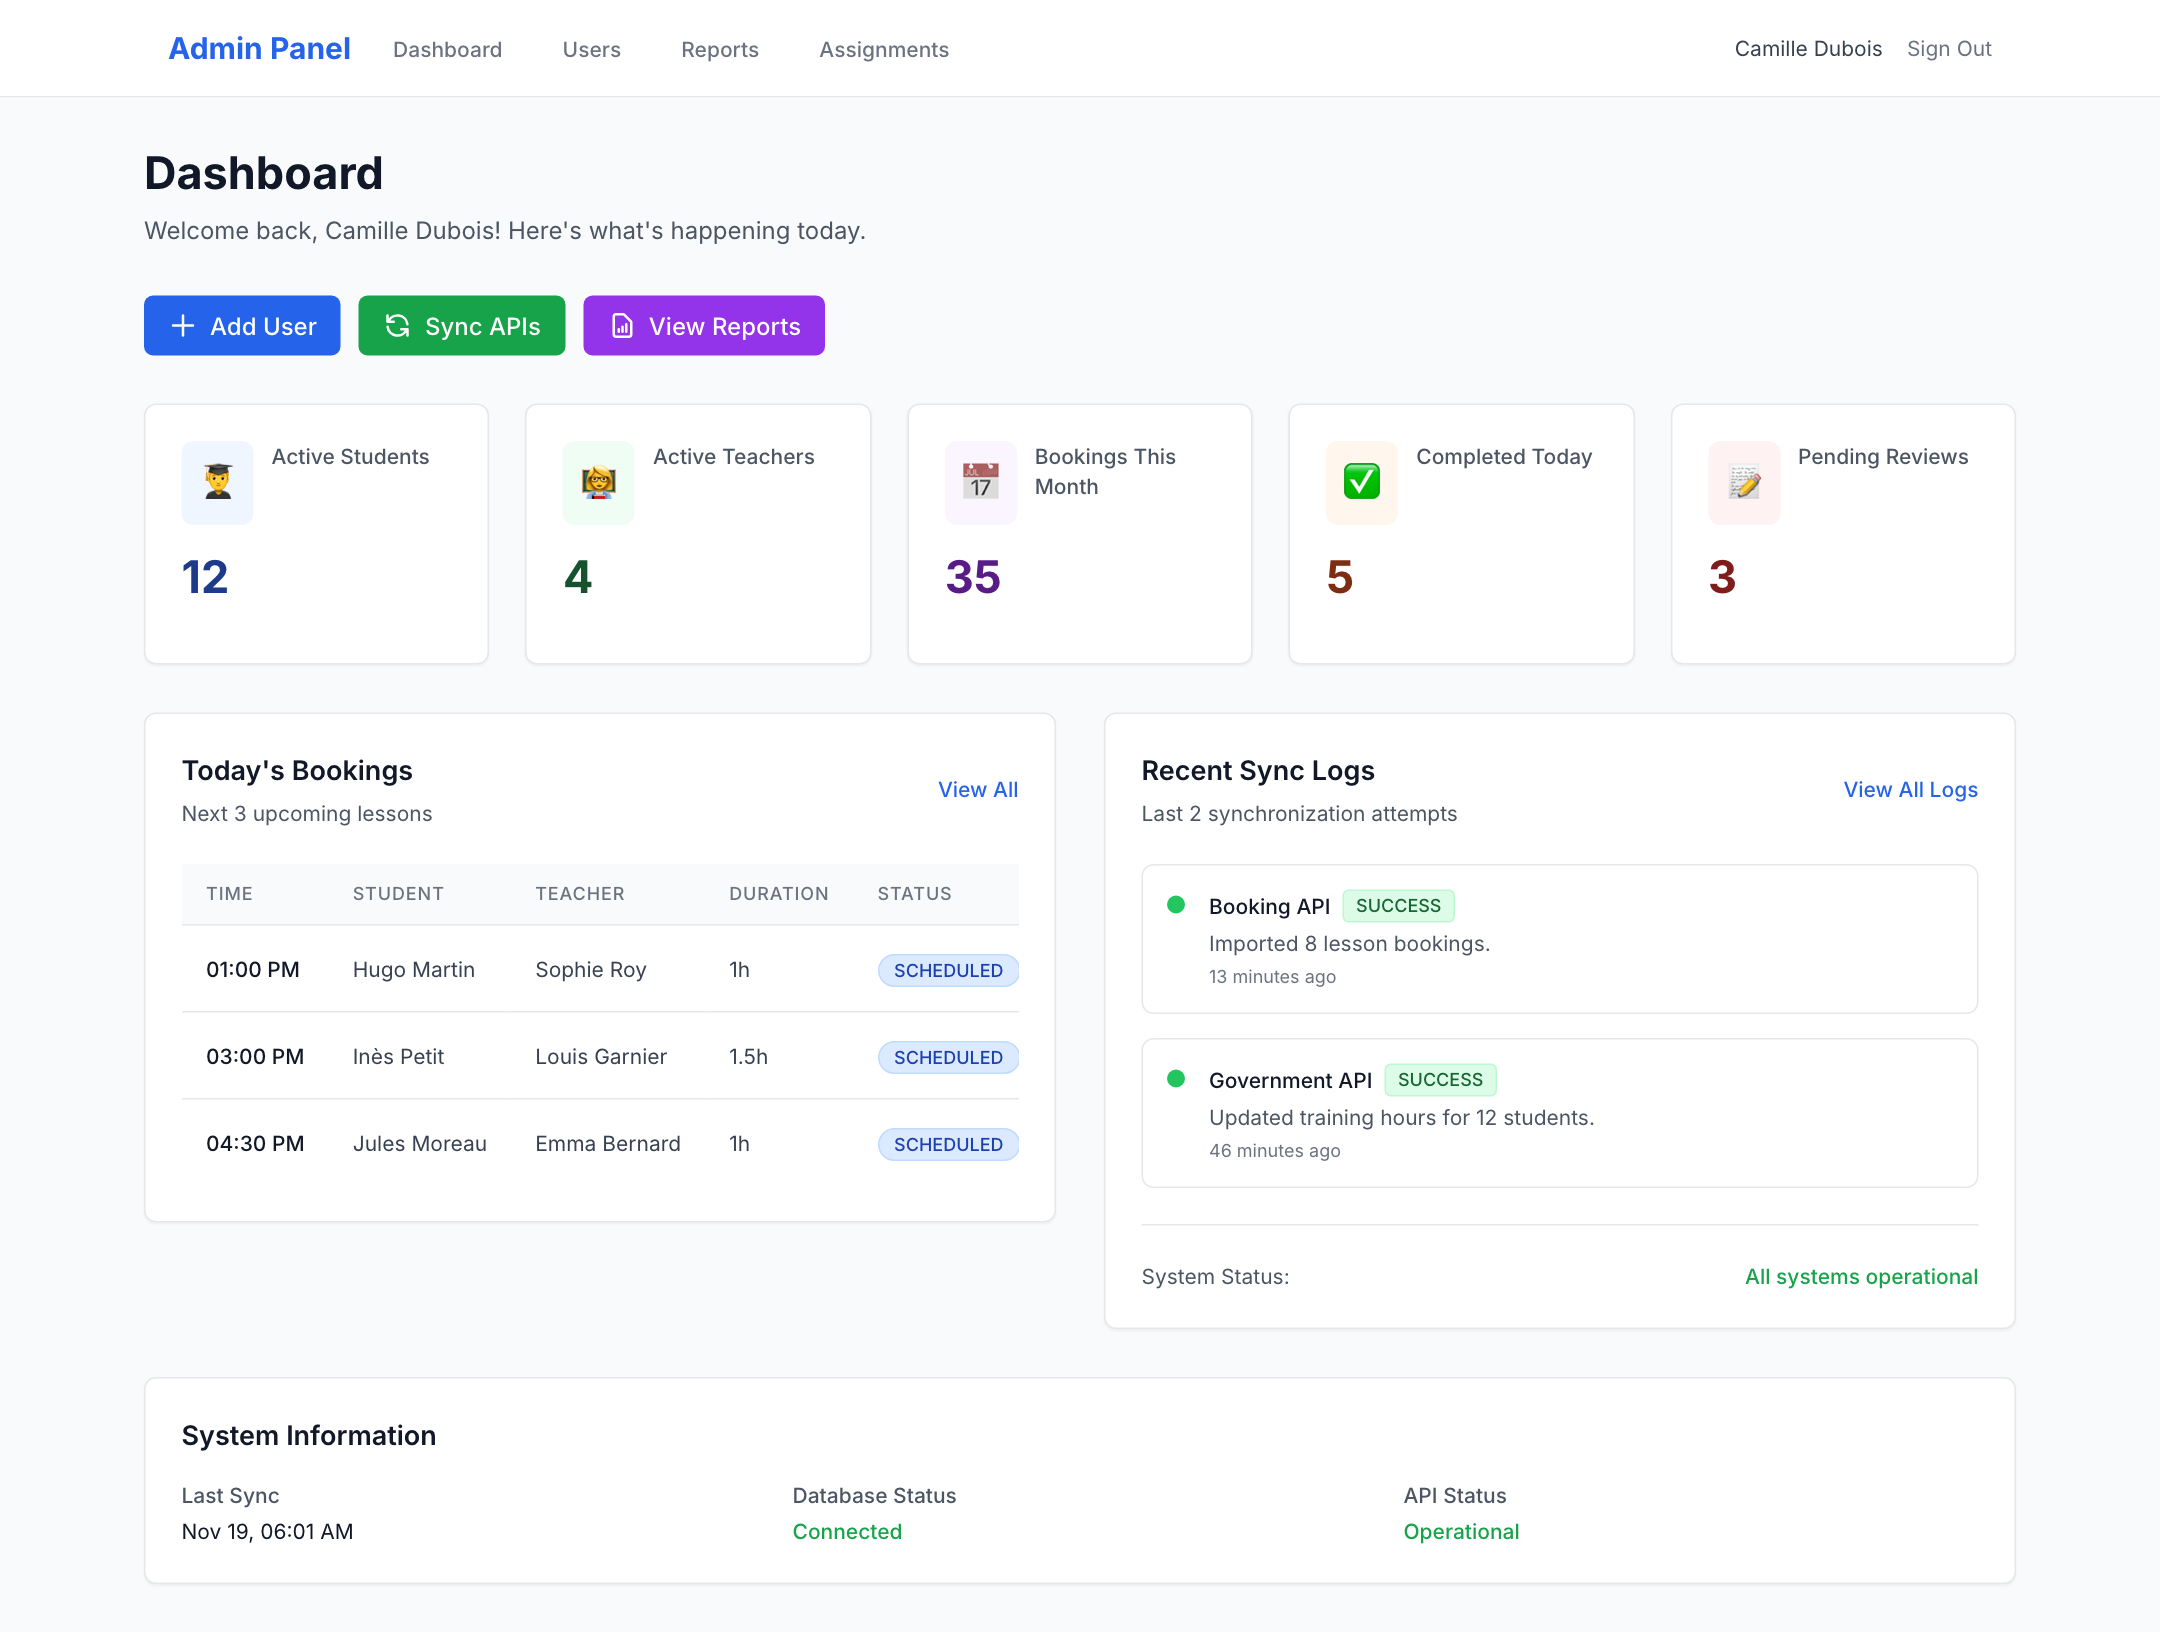 Admin Panel Dashboard Users Reports Assignments Camille Dubois Sign Out
Dashboard
Welcome back, Camille Dubois! Here's what's happening today.
Add User Sync APIs View Reports
Active Students
12
Active Teachers
4
JUL
17
Bookings This
Month
35
Completed Today
5
Pending Reviews
3
Today's Bookings
Next 3 upcoming lessons
View All
TIME STUDENT TEACHER DURATION STATUS
01:00 PM Hugo Martin Sophie Roy 1h SCHEDULED
03:00 PM Inès Petit Louis Garnier 1.5h SCHEDULED
04:30 PM Jules Moreau Emma Bernard 1h SCHEDULED
Recent Sync Logs
Last 2 synchronization attempts
View All Logs
Booking API SUCCESS
Imported 8 lesson bookings.
13 minutes ago
Government API SUCCESS
Updated training hours for 12 students.
46 minutes ago
System Status: All systems operational
System Information
Last Sync
Nov 19, 06:01 AM
Database Status
Connected
API Status
Operational